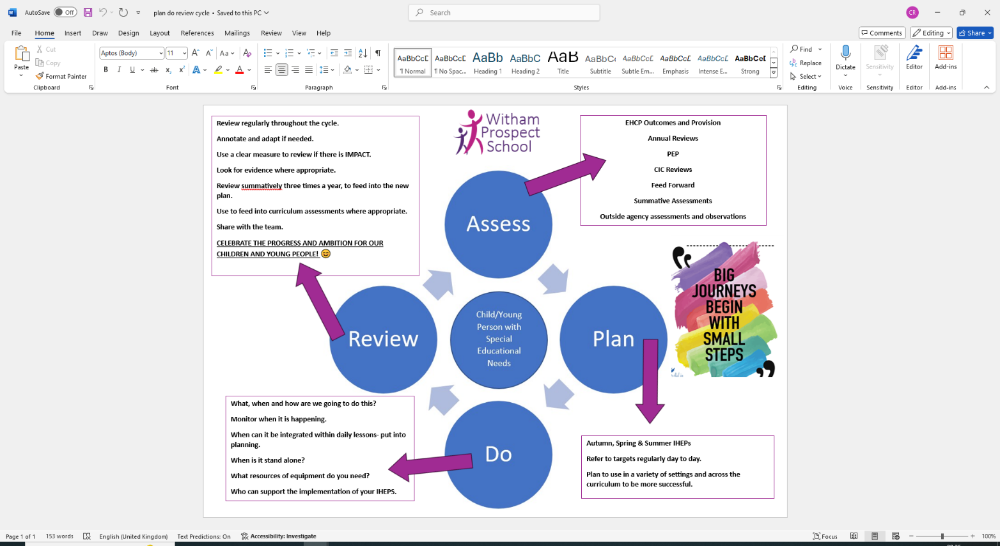 AutoSave Off plan do review cycle • Saved to this PC Search CR
File Home Insert Draw Design Layout References Mailings Review View Help Comments Editing Share
Paste Cut Copy Format Painter
Clipboard
Aptos (Body) 11
Font
Paragraph
AaBbCcD AaBbCcD AaBbCc AaBbC AaB AaBbCc AaBbCcD AaBbCcD AaBbCcD AaBbCcD
¶ Normal ¶ No Spac... Heading 1 Heading 2 Title Subtitle Subtle Em... Emphasis Intense E... Strong
Styles
Find Replace Select
Editing
Dictate
Voice
Sensitivity
Sensitivity
Editor
Editor
Add-ins
Add-ins
Review regularly throughout the cycle.
Annotate and adapt if needed.
Use a clear measure to review if there is IMPACT.
Look for evidence where appropriate.
Review summatively three times a year, to feed into the new
plan.
Use to feed into curriculum assessments where appropriate.
Share with the team.
CELEBRATE THE PROGRESS AND AMBITION FOR OUR
CHILDREN AND YOUNG PEOPLE! 😊
Witham
Prospect
School
EHCP Outcomes and Provision
Annual Reviews
PEP
CIC Reviews
Feed Forward
Summative Assessments
Outside agency assessments and observations
Assess
Review
Child/Young
Person with
Special
Educational
Needs
Plan
BIG
JOURNEYS
BEGIN
WITH
SMALL
STEPS
Do
What, when and how are we going to do this?
Monitor when it is happening.
When can it be integrated within daily lessons- put into
planning.
When is it stand alone?
What resources of equipment do you need?
Who can support the implementation of your IHEPS.
Autumn, Spring & Summer IHEPs
Refer to targets regularly day to day.
Plan to use in a variety of settings and across the
curriculum to be more successful.
Page 1 of 1 153 words English (United Kingdom) Text Predictions: On Accessibility: Investigate Focus 100%